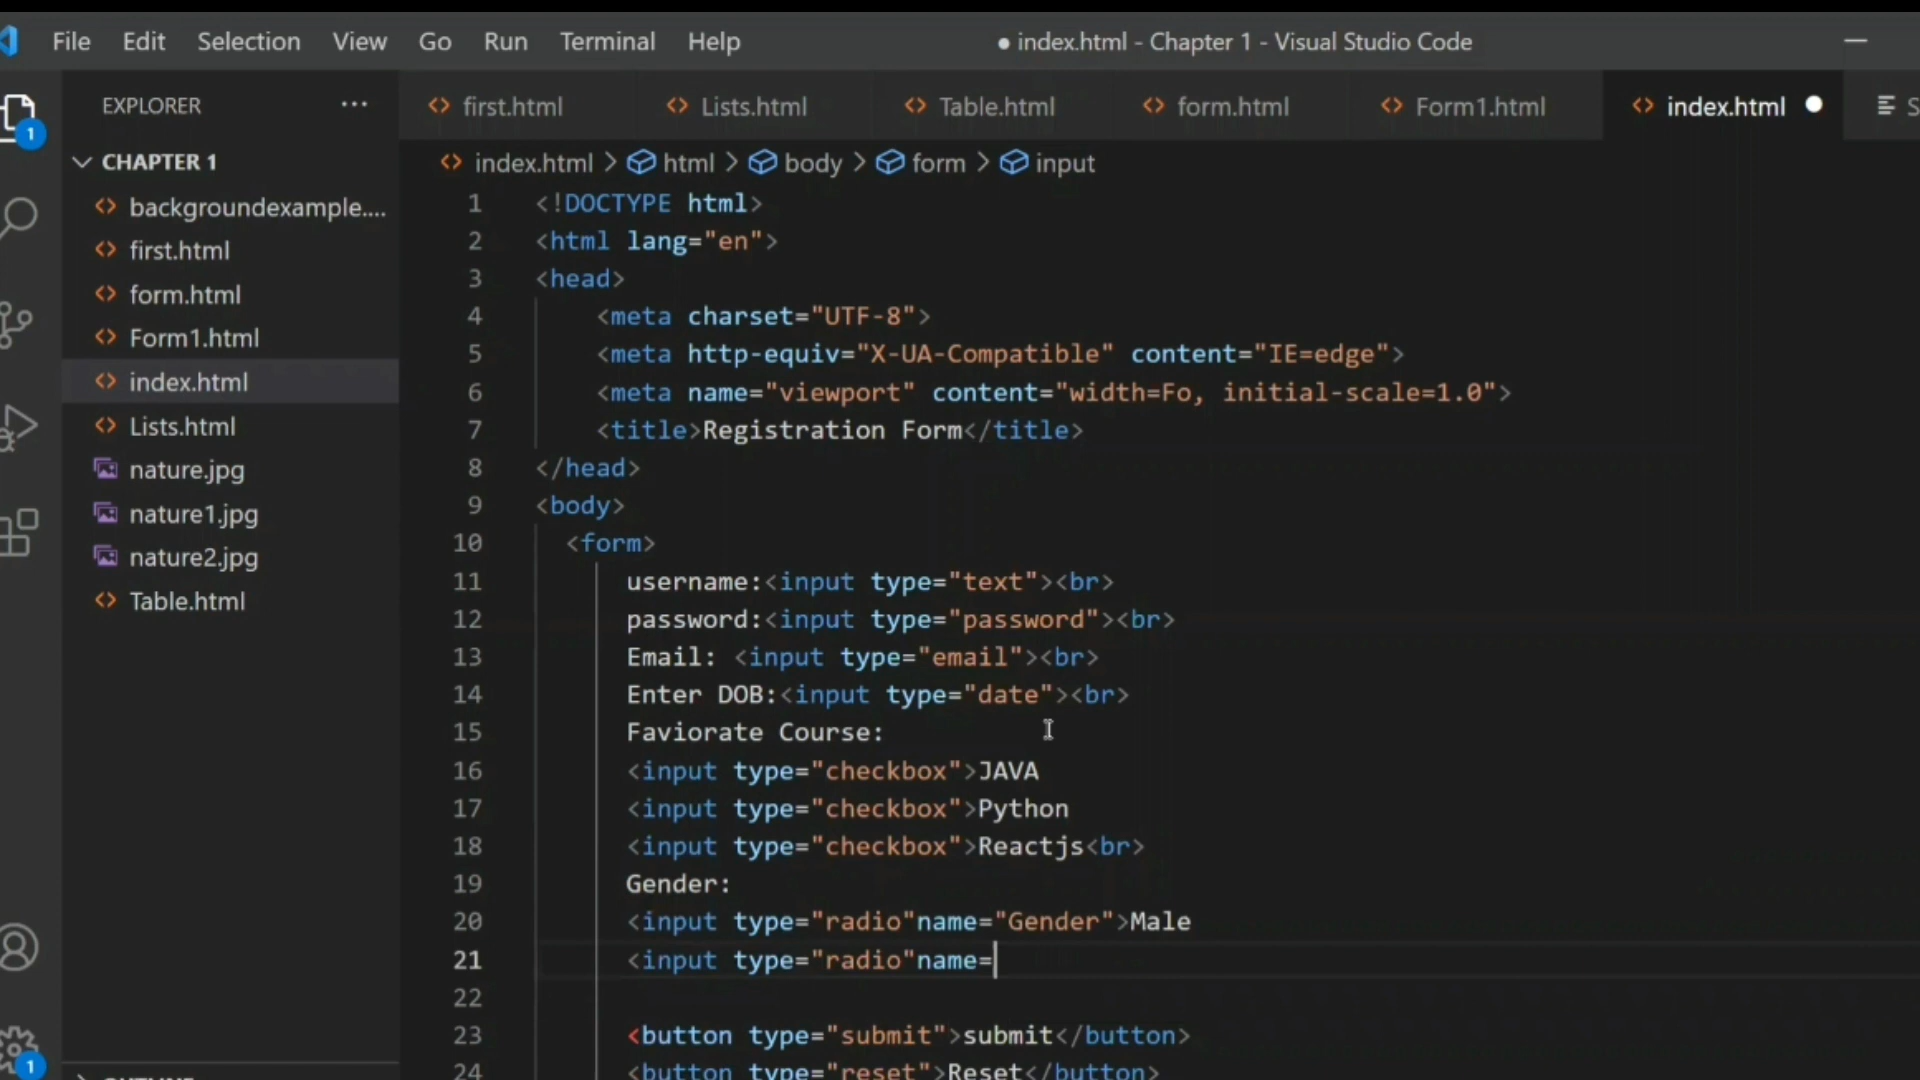 File Edit Selection View Go Run Terminal Help
● index.html - Chapter 1 - Visual Studio Code
EXPLORER ...
first.html Lists.html Table.html form.html Form1.html index.html ● S
1
CHAPTER 1
backgroundexample....
first.html
form.html
Form1.html
index.html
Lists.html
nature.jpg
nature1.jpg
nature2.jpg
Table.html
1
index.html > html > body > form > input
1 <!DOCTYPE html>
2 <html lang="en">
3 <head>
4 <meta charset="UTF-8">
5 <meta http-equiv="X-UA-Compatible" content="IE=edge">
6 <meta name="viewport" content="width=Fo, initial-scale=1.0">
7 <title>Registration Form</title>
8 </head>
9 <body>
10 <form>
11 username:<input type="text"><br>
12 password:<input type="password"><br>
13 Email: <input type="email"><br>
14 Enter DOB:<input type="date"><br>
15 Faviorate Course:
16 <input type="checkbox">JAVA
17 <input type="checkbox">Python
18 <input type="checkbox">Reactjs<br>
19 Gender:
20 <input type="radio"name="Gender">Male
21 <input type="radio"name=
22
23 <button type="submit">submit</button>
24 <button type="reset">Reset</button>